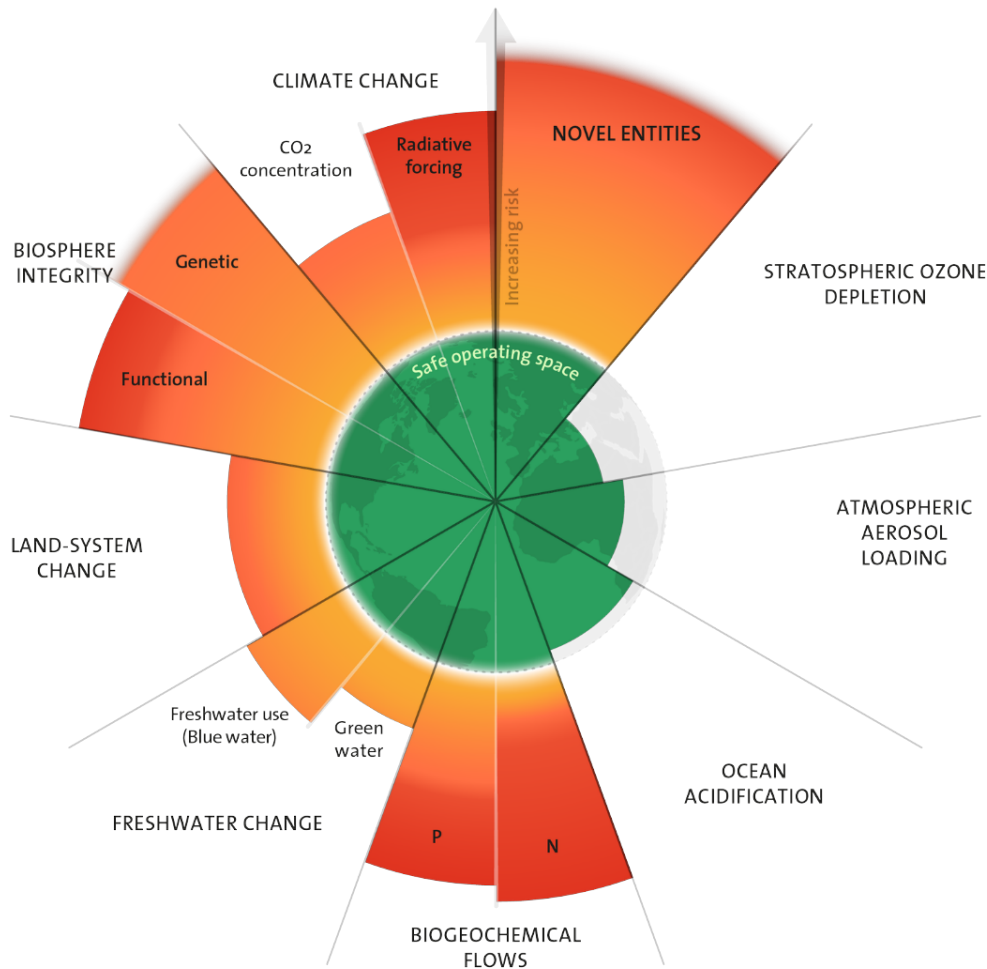 CLIMATE CHANGE
CO2
concentration
Radiative
forcing
NOVEL ENTITIES
Increasing risk
BIOSPHERE
INTEGRITY
Genetic
Functional
STRATOSPHERIC OZONE
DEPLETION
Safe operating space
LAND-SYSTEM
CHANGE
ATMOSPHERIC
AEROSOL
LOADING
Freshwater use
(Blue water)
Green
water
FRESHWATER CHANGE
OCEAN
ACIDIFICATION
P
N
BIOGEOCHEMICAL
FLOWS